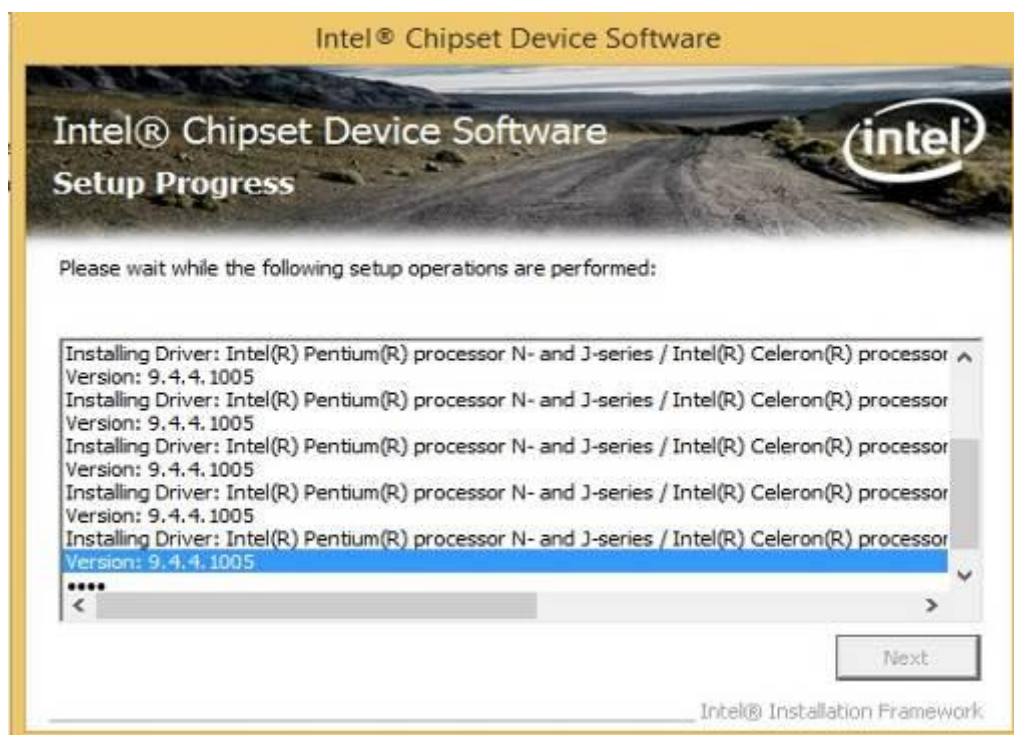 Intel® Chipset Device Software
Intel® Chipset Device Software
intel
Setup Progress
Please wait while the following setup operations are performed:
Installing Driver: Intel(R) Pentium(R) processor N- and J-series / Intel(R) Celeron(R) processor
Version: 9.4.4.1005
Installing Driver: Intel(R) Pentium(R) processor N- and J-series / Intel(R) Celeron(R) processor
Version: 9.4.4.1005
Installing Driver: Intel(R) Pentium(R) processor N- and J-series / Intel(R) Celeron(R) processor
Version: 9.4.4.1005
Installing Driver: Intel(R) Pentium(R) processor N- and J-series / Intel(R) Celeron(R) processor
Version: 9.4.4.1005
Installing Driver: Intel(R) Pentium(R) processor N- and J-series / Intel(R) Celeron(R) processor
Version: 9.4.4.1005
••••
Next
Intel® Installation Framework